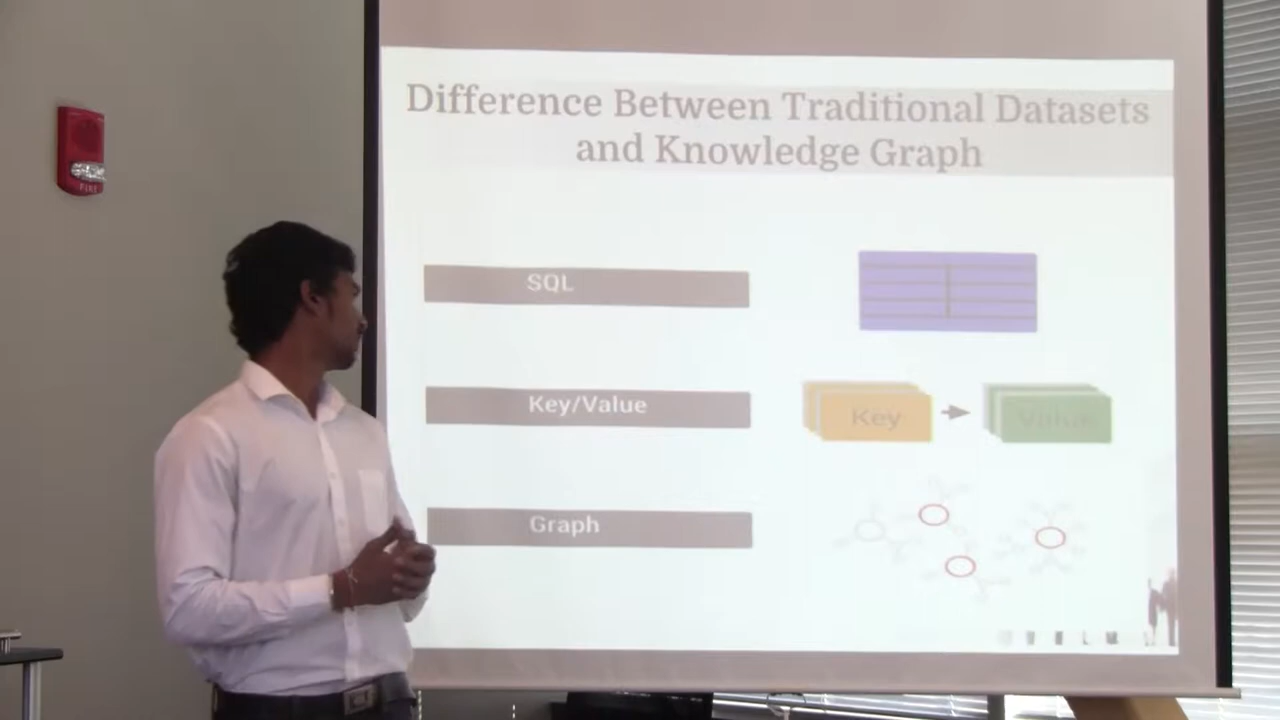 Difference Between Traditional Datasets
and Knowledge Graph
SQL
Key/Value
Key
Value
Graph
FIRE